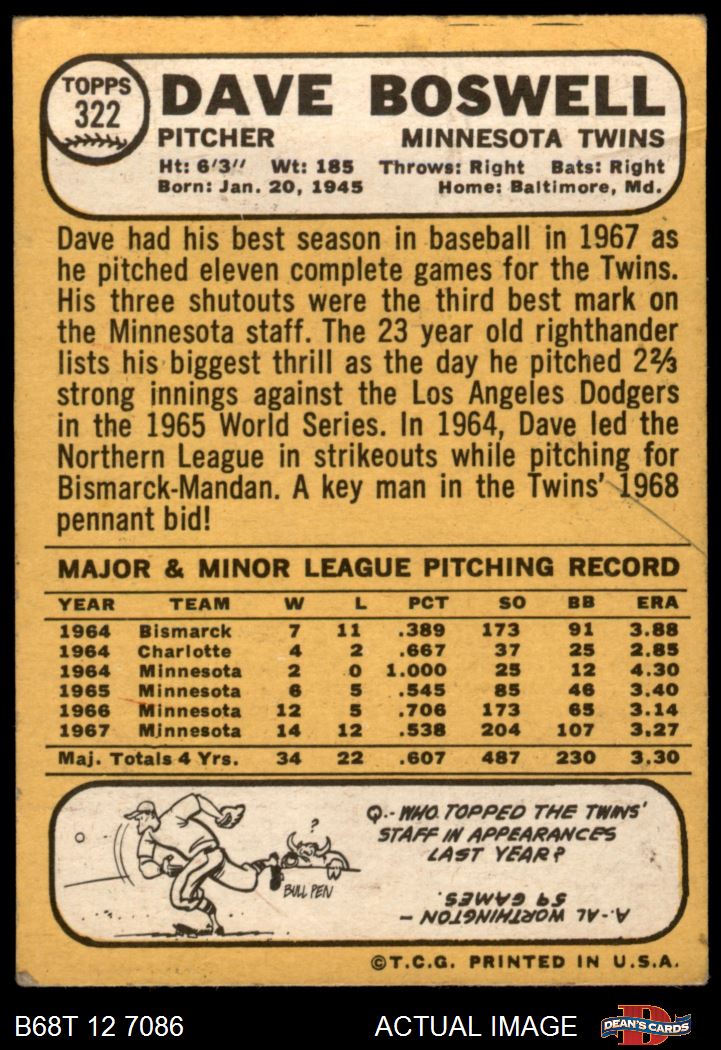 TOPPS
322
DAVE BOSWELL
PITCHER MINNESOTA TWINS
Ht: 6'3" Wt: 185 Throws: Right Bats: Right
Born: Jan. 20, 1945 Home: Baltimore, Md.
Dave had his best season in baseball in 1967 as
he pitched eleven complete games for the Twins.
His three shutouts were the third best mark on
the Minnesota staff. The 23 year old righthander
lists his biggest thrill as the day he pitched 2⅔
strong innings against the Los Angeles Dodgers
in the 1965 World Series. In 1964, Dave led the
Northern League in strikeouts while pitching for
Bismarck-Mandan. A key man in the Twins' 1968
pennant bid!
MAJOR & MINOR LEAGUE PITCHING RECORD
YEAR TEAM W L PCT SO BB ERA
1964 Bismarck 7 11 .389 173 91 3.88
1964 Charlotte 4 2 .667 37 25 2.85
1964 Minnesota 2 0 1.000 25 12 4.30
1965 Minnesota 6 5 .545 85 46 3.40
1966 Minnesota 12 5 .706 173 65 3.14
1967 Minnesota 14 12 .538 204 107 3.27
Maj. Totals 4 Yrs. 34 22 .607 487 230 3.30
?
BULL PEN
Q.- WHO TOPPED THE TWINS'
STAFF IN APPEARANCES
LAST YEAR?
A.- AL WORTHINGTON —
59 GAMES.
©T.C.G. PRINTED IN U.S.A.
B68T 12 7086 ACTUAL IMAGE
DEAN'S CARDS